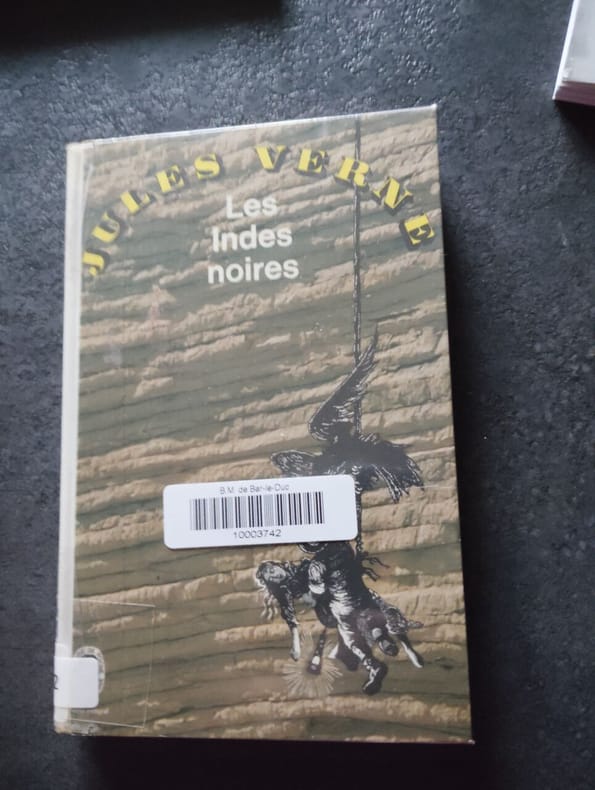 JULES VERNE
Les
Indes
noires
B.M. de Bar-le-Duc
10003742